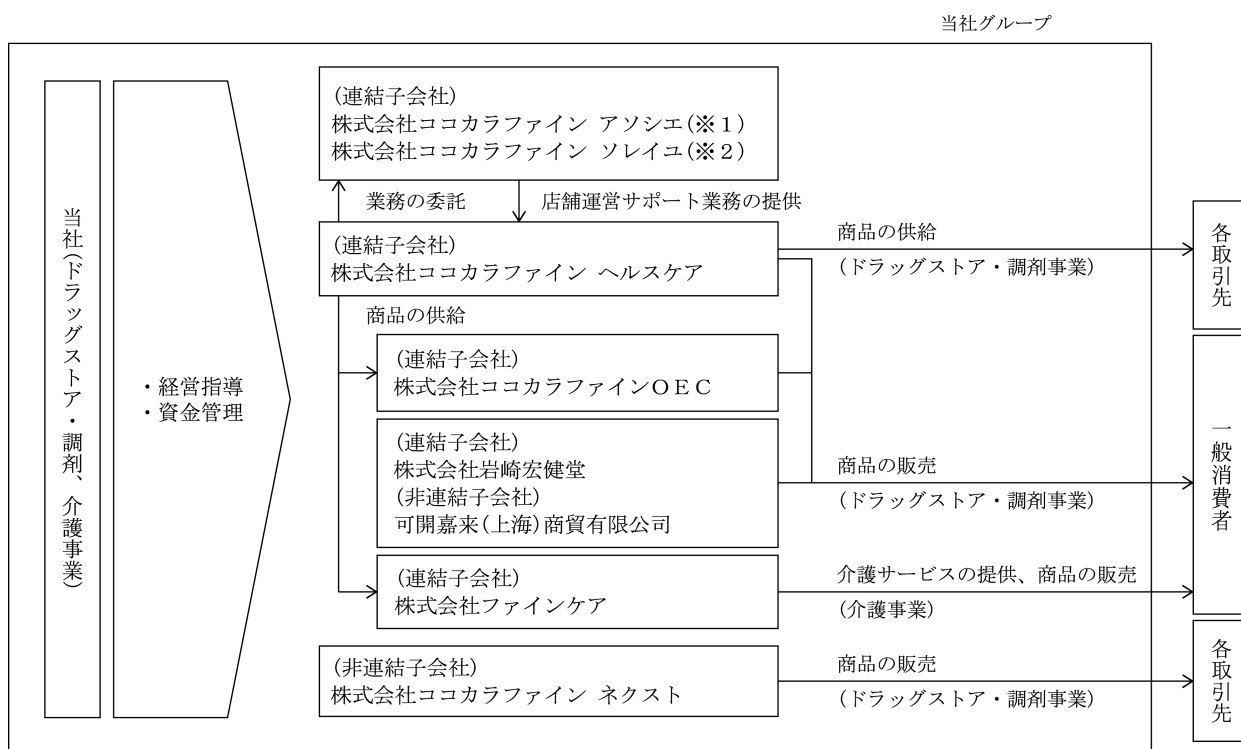 当社グループ
当社(ドラッグストア・調剤、介護事業)
・経営指導
・資金管理
(連結子会社)
株式会社ココカラファイン アソシエ(※1)
株式会社ココカラファイン ソレイユ(※2)
業務の委託
店舗運営サポート業務の提供
(連結子会社)
株式会社ココカラファイン ヘルスケア
商品の供給
(ドラッグストア・調剤事業)
各取引先
商品の供給
(連結子会社)
株式会社ココカラファインOEC
(連結子会社)
株式会社岩崎宏健堂
(非連結子会社)
可開嘉来(上海)商貿有限公司
商品の販売
(ドラッグストア・調剤事業)
一般消費者
(連結子会社)
株式会社ファインケア
介護サービスの提供、商品の販売
(介護事業)
(非連結子会社)
株式会社ココカラファイン ネクスト
商品の販売
(ドラッグストア・調剤事業)
各取引先